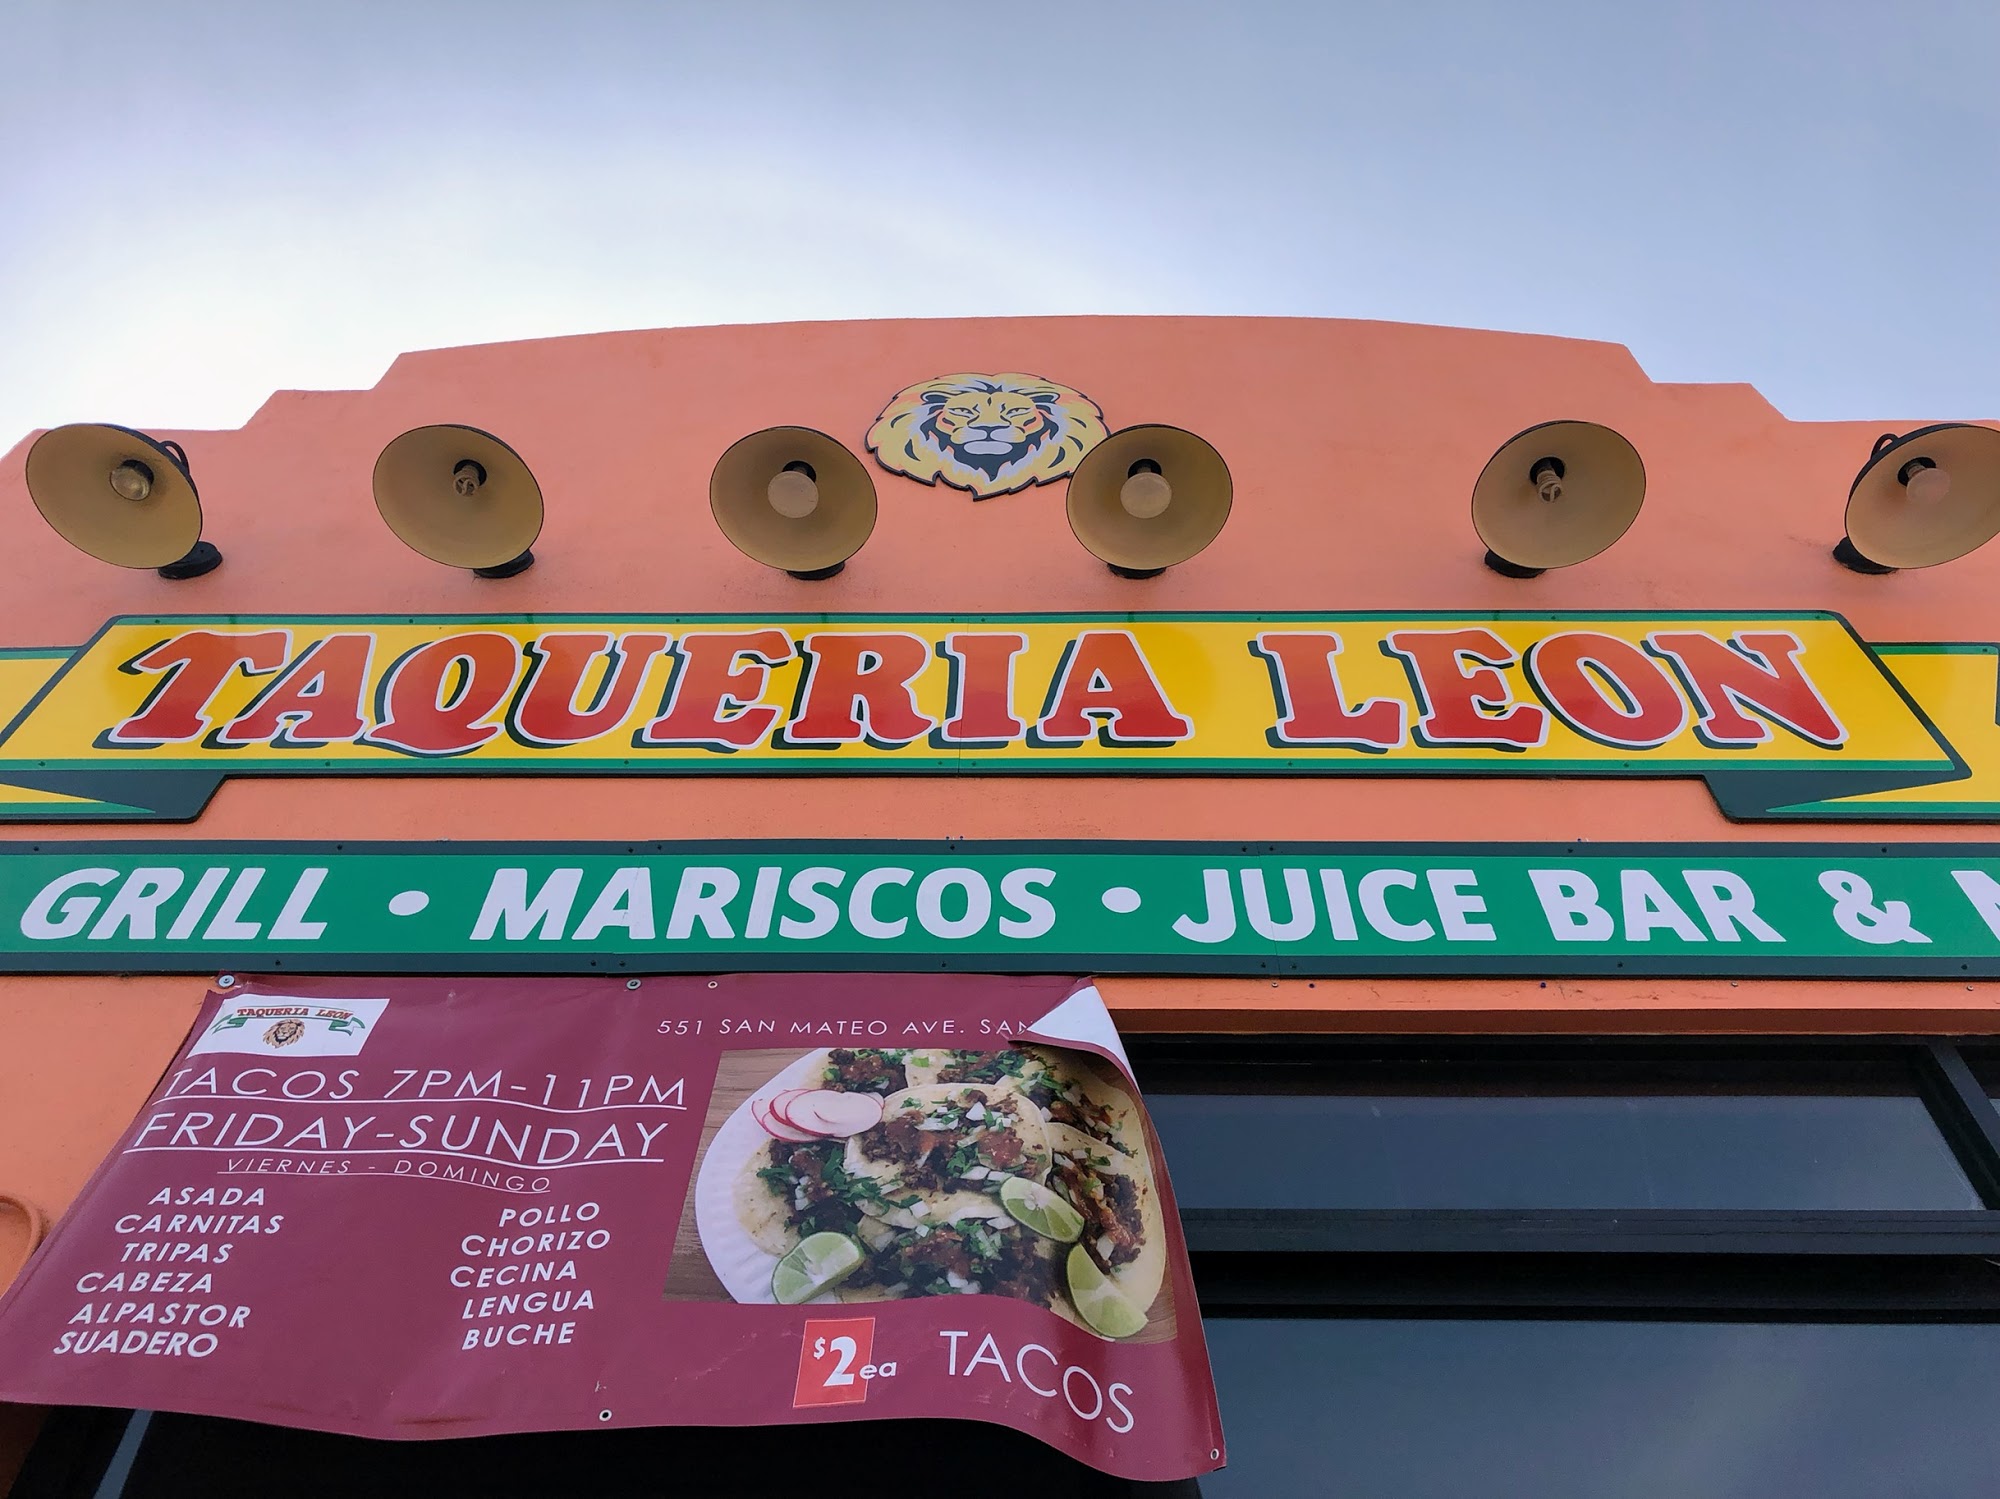 TAQUERIA LEON
GRILL • MARISCOS • JUICE BAR &
TAQUERIA LEON
551 SAN MATEO AVE.
TACOS 7PM-11PM
FRIDAY-SUNDAY
VIERNES - DOMINGO
ASADA
CARNITAS
TRIPAS
CABEZA
ALPASTOR
SUADERO
POLLO
CHORIZO
CECINA
LENGUA
BUCHE
$2ea
TACOS